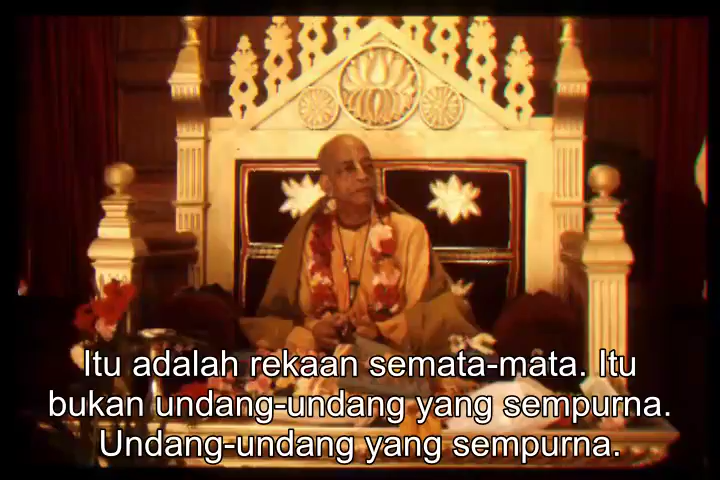 Itu adalah rekaan semata-mata. Itu
bukan undang-undang yang sempurna.
Undang-undang yang sempurna.